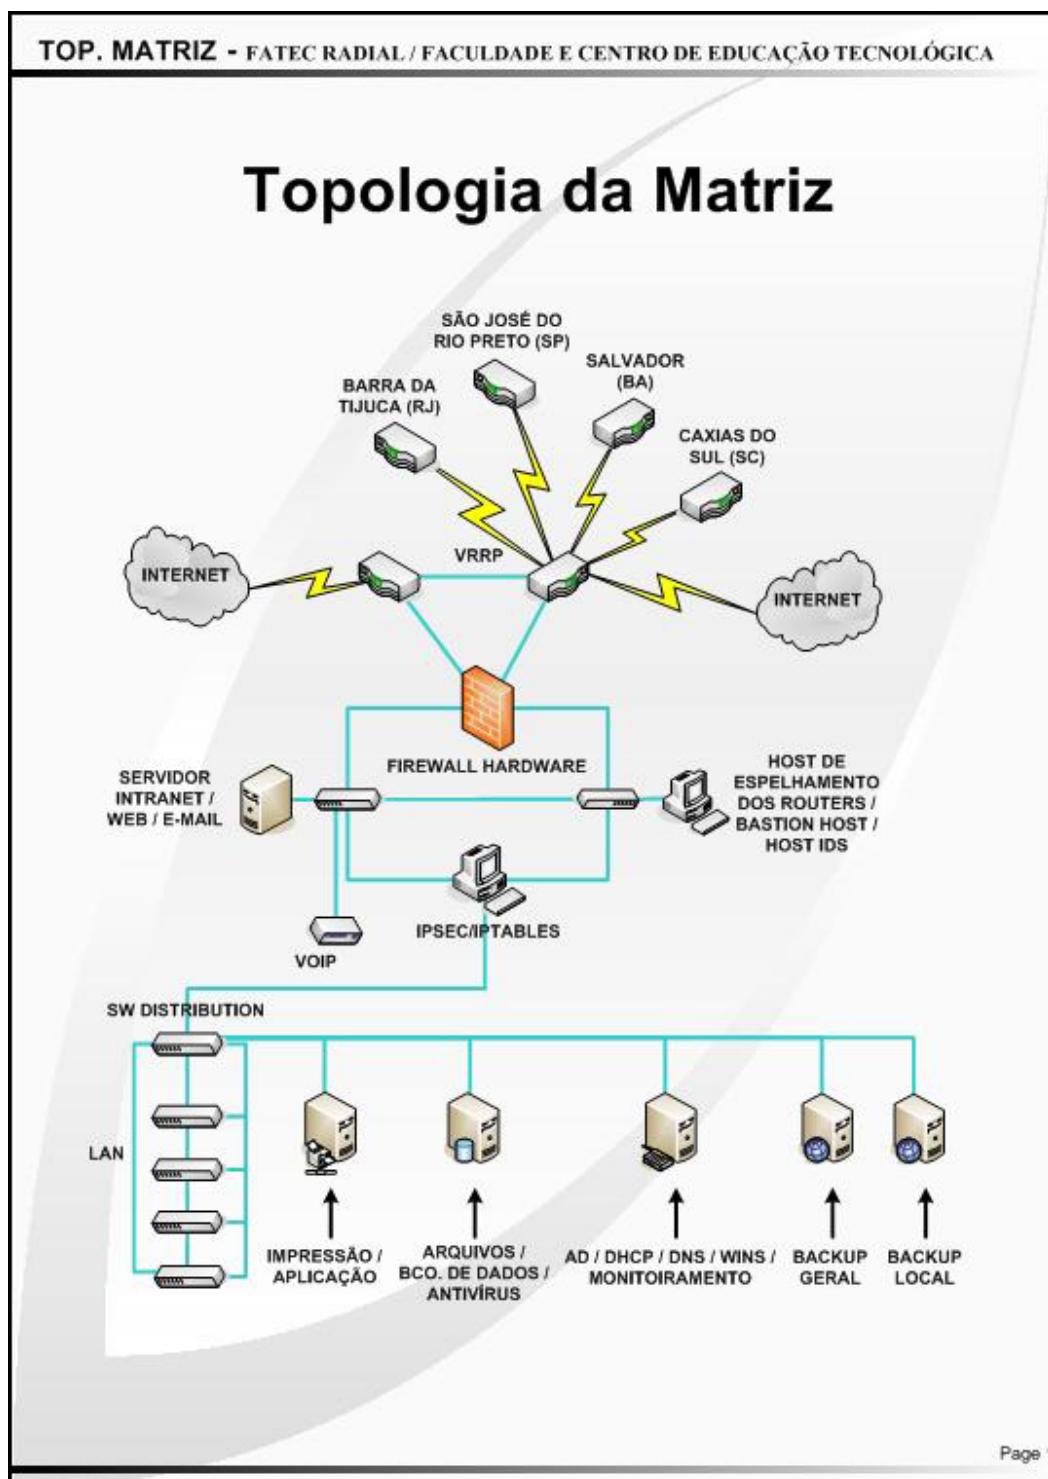 TOP. MATRIZ - FATEC RADIAL / FACULDADE E CENTRO DE EDUCAÇÃO TECNOLÓGICA
Topologia da Matriz
SÃO JOSÉ DO
RIO PRETO (SP)
SALVADOR
(BA)
BARRA DA
TIJUCA (RJ)
CAXIAS DO
SUL (SC)
VRRP
INTERNET
INTERNET
FIREWALL HARDWARE
SERVIDOR
INTRANET /
WEB / E-MAIL
HOST DE
ESPELHAMENTO
DOS ROUTERS /
BASTION HOST /
HOST IDS
IPSEC/IPTABLES
VOIP
SW DISTRIBUTION
LAN
IMPRESSÃO /
APLICAÇÃO
ARQUIVOS /
BCO. DE DADOS /
ANTIVÍRUS
AD / DHCP / DNS / WINS /
MONITOIRAMENTO
BACKUP
GERAL
BACKUP
LOCAL
Page